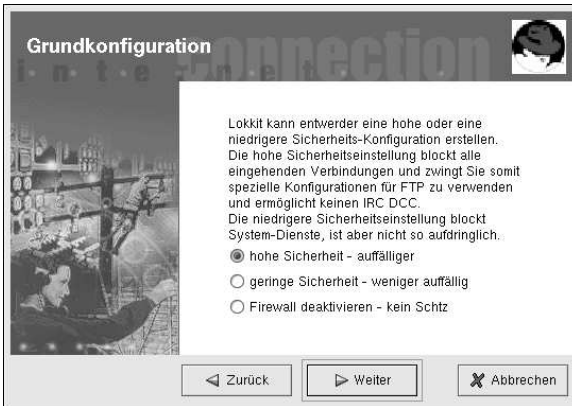 Grundkonfiguration
connection
internet
Lokkit kann entwerder eine hohe oder eine
niedrigere Sicherheits-Konfiguration erstellen.
Die hohe Sicherheitseinstellung blockt alle
eingehenden Verbindungen und zwingt Sie somit
spezielle Konfigurationen für FTP zu verwenden
und ermöglicht keinen IRC DCC.
Die niedrigere Sicherheitseinstellung blockt
System-Dienste, ist aber nicht so aufdringlich.
hohe Sicherheit - auffälliger
geringe Sicherheit - weniger auffällig
Firewall deaktivieren - kein Schtz
Zurück
Weiter
Abbrechen